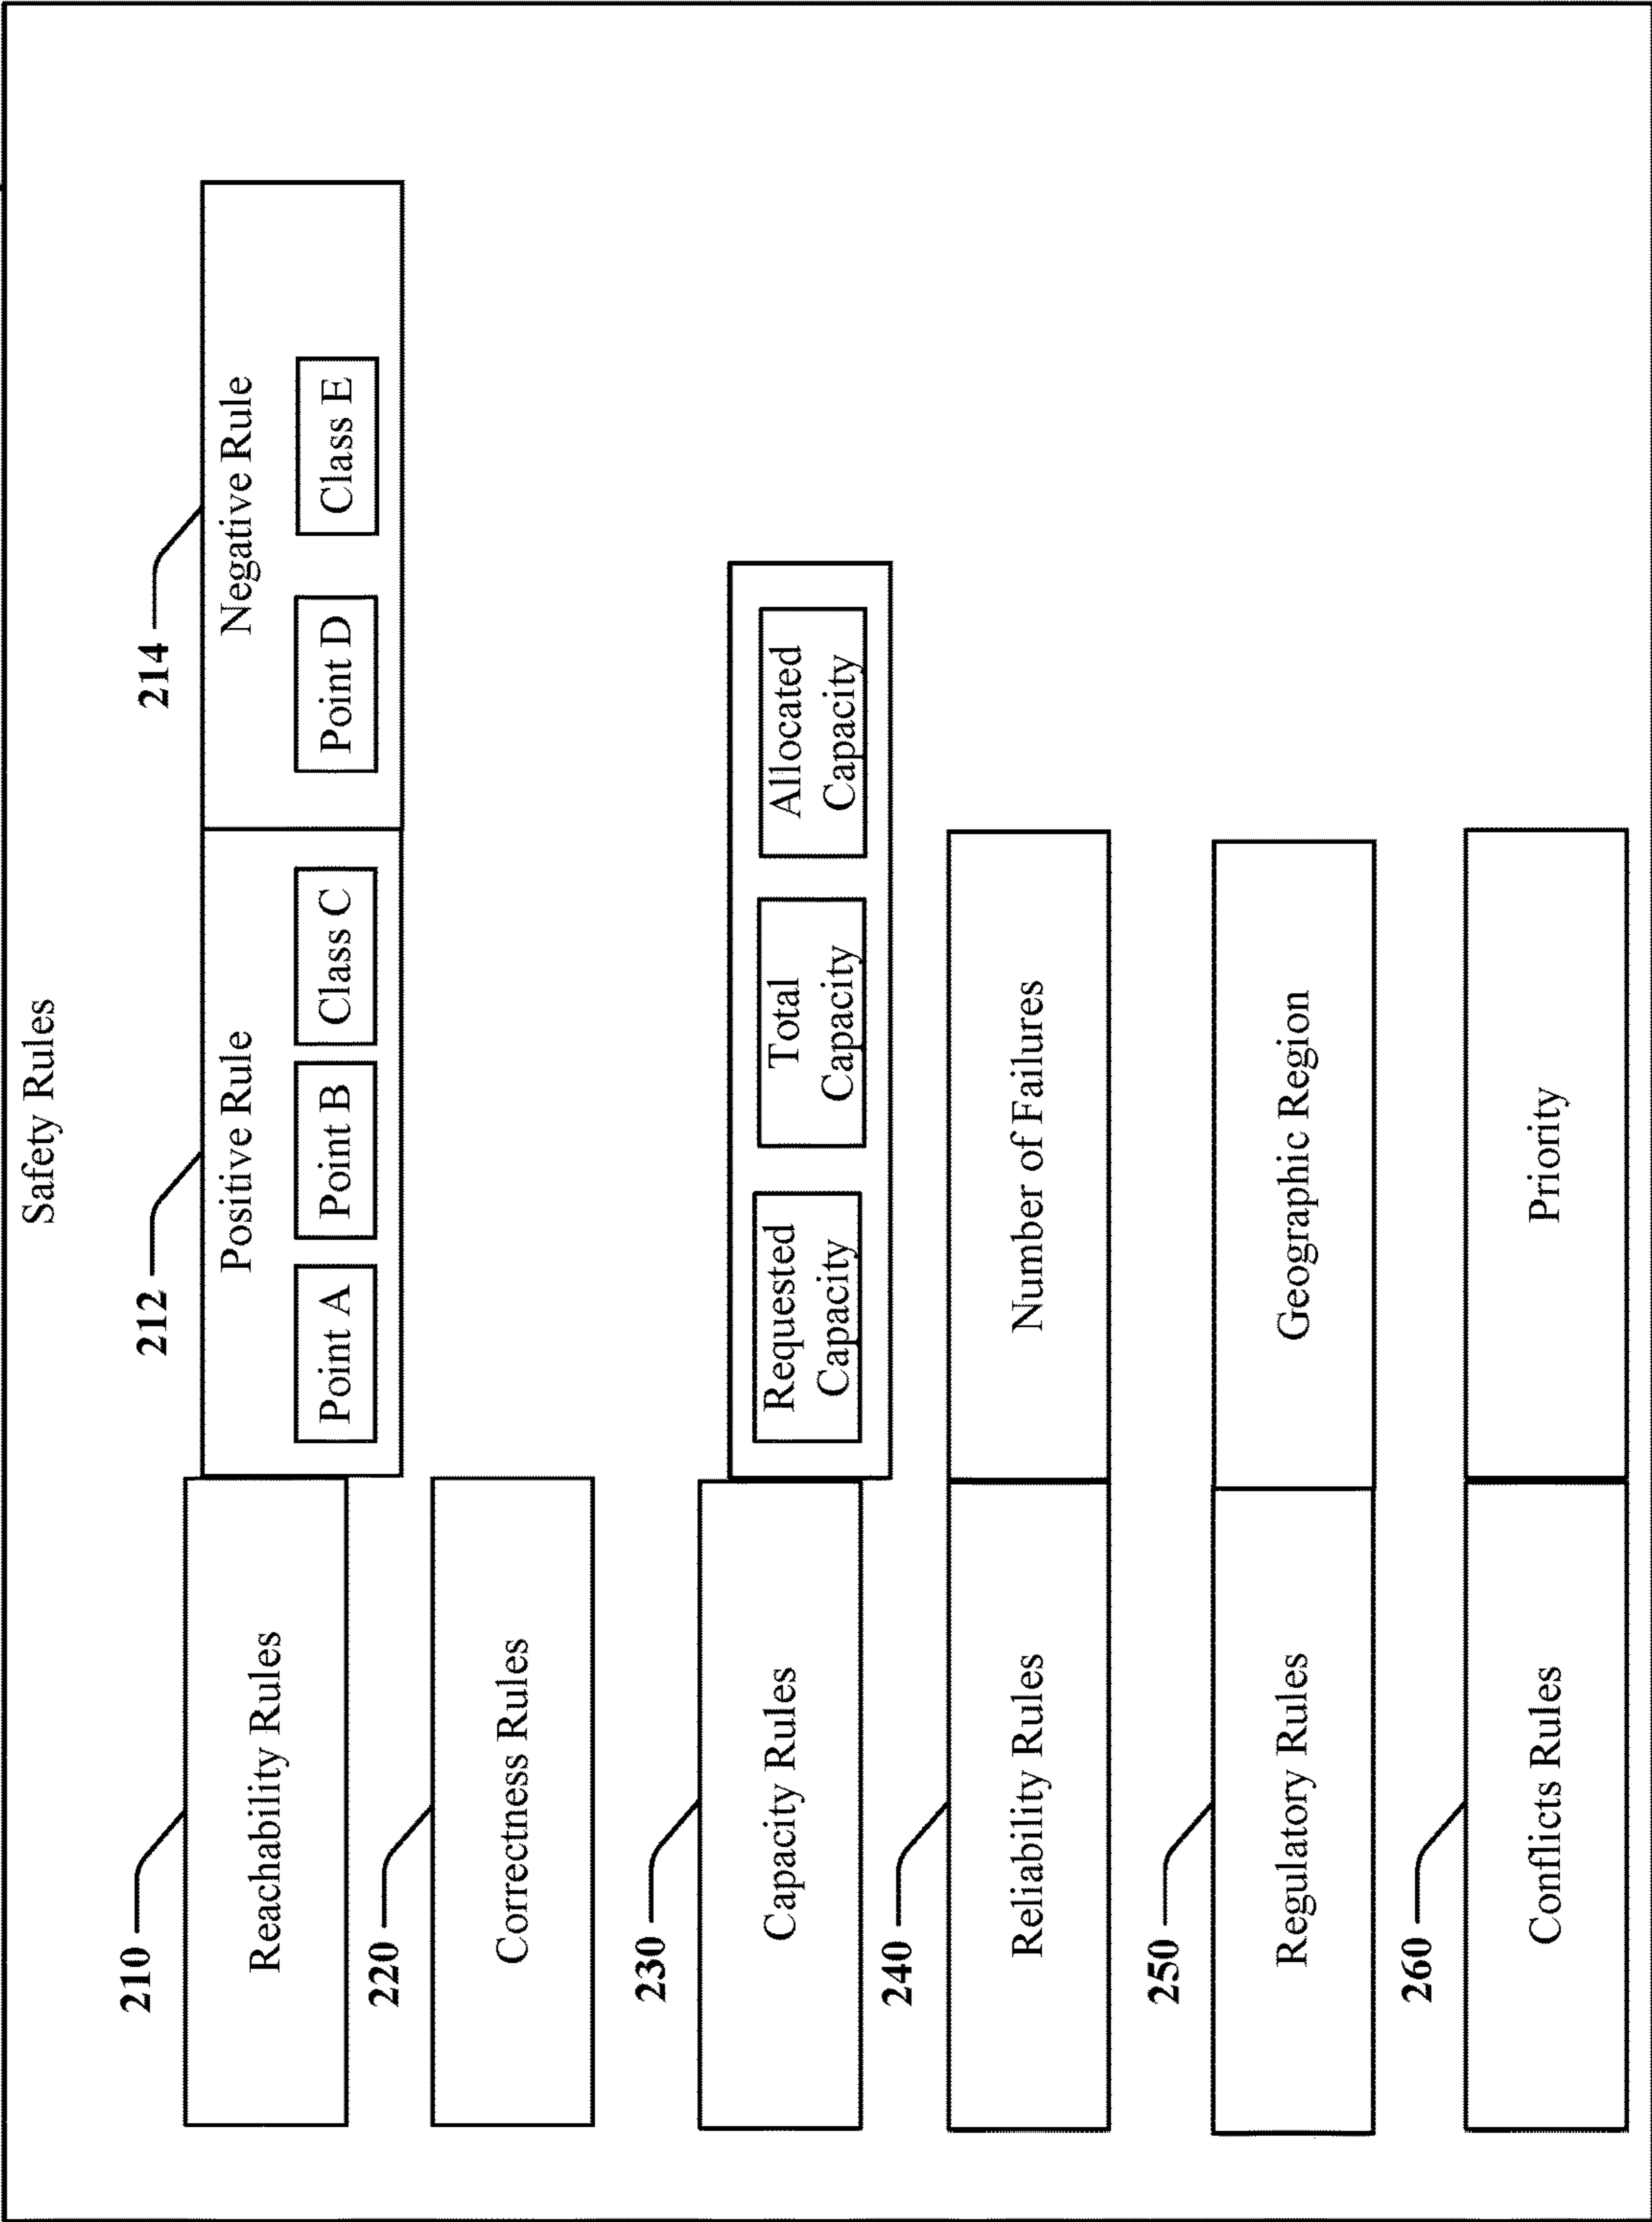 Safety Rules
212
214
Positive Rule
Negative Rule
210
Reachability Rules
Point A
Point B
Class C
Point D
Class E
220
Correctness Rules
230
Capacity Rules
Requested
Capacity
Total
Capacity
Allocated
Capacity
240
Reliability Rules
Number of Failures
250
Regulatory Rules
Geographic Region
260
Conflicts Rules
Priority